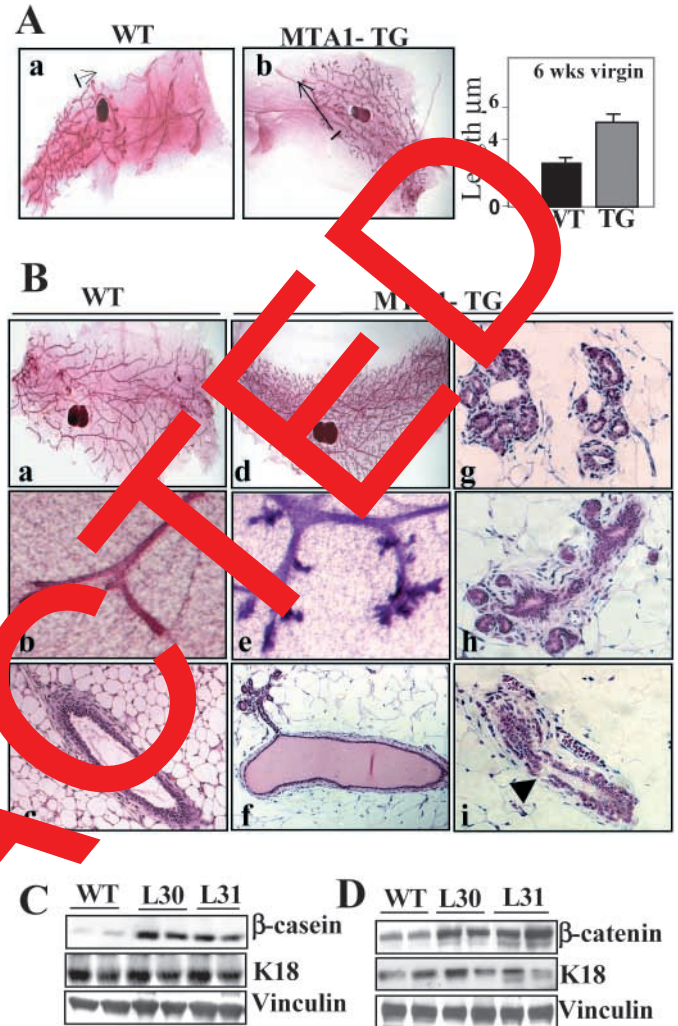 A
WT
MTA1- TG
a
b
6 wks virgin
6
4
0
Length µm
WT TG
B
WT
TG
a
d
g
b
e
h
f
i
C
WT L30 L31
β-casein
K18
Vinculin
D
WT L30 L31
β-catenin
K18
Vinculin
ACTED